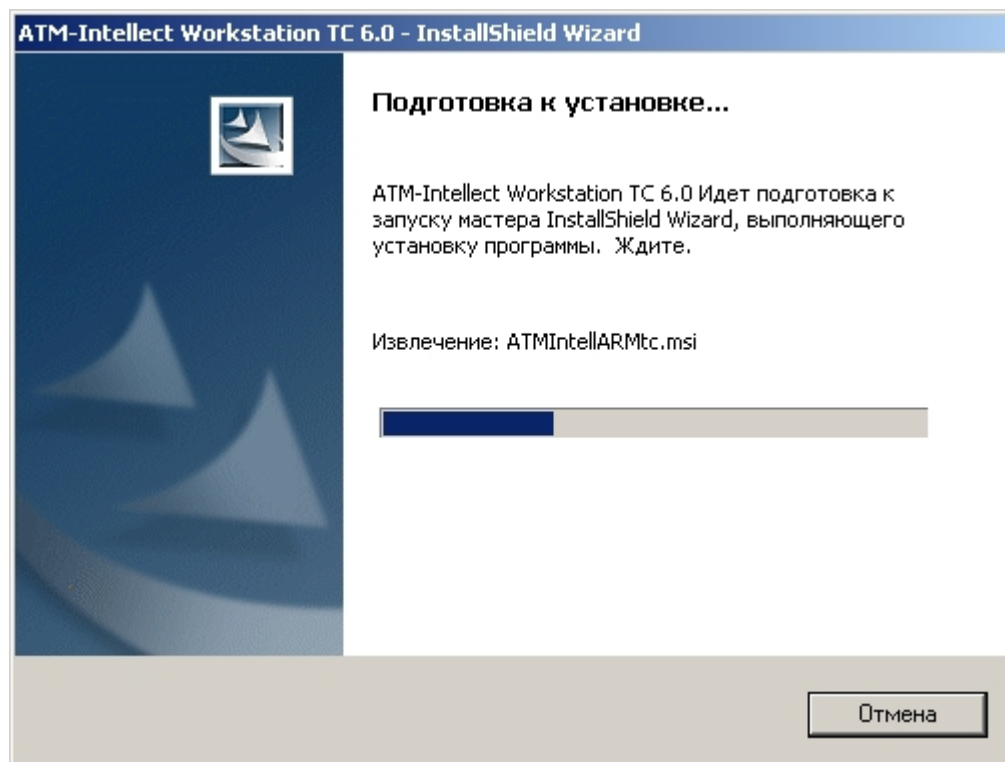 ATM-Intellect Workstation TC 6.0 - InstallShield Wizard
Подготовка к установке...
ATM-Intellect Workstation TC 6.0 Идет подготовка к
запуску мастера InstallShield Wizard, выполняющего
установку программы.  Ждите.
Извлечение: ATMIntellARMtc.msi
Отмена